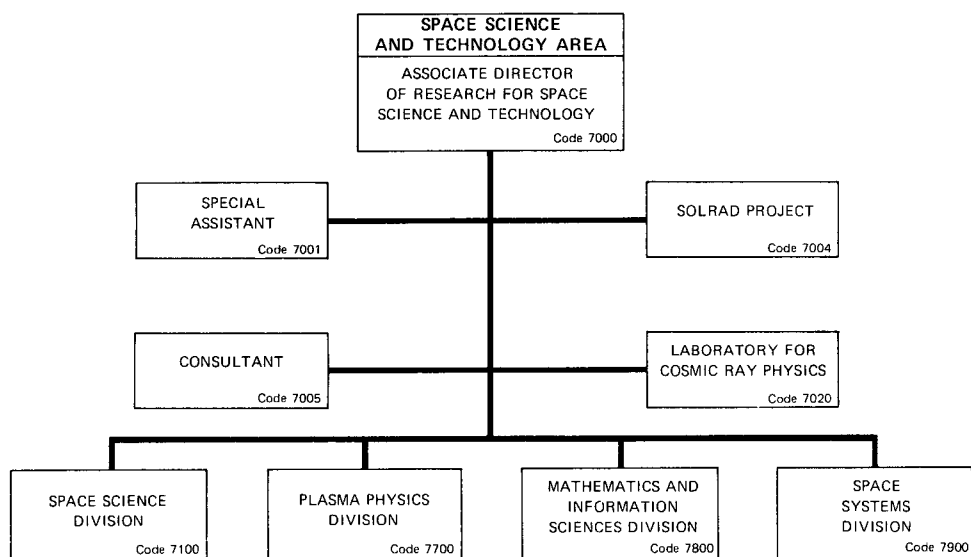 SPACE SCIENCE
AND TECHNOLOGY AREA
ASSOCIATE DIRECTOR
OF RESEARCH FOR SPACE
SCIENCE AND TECHNOLOGY
Code 7000
SPECIAL
ASSISTANT
Code 7001
SOLRAD PROJECT
Code 7004
CONSULTANT
Code 7005
LABORATORY FOR
COSMIC RAY PHYSICS
Code 7020
SPACE SCIENCE
DIVISION
Code 7100
PLASMA PHYSICS
DIVISION
Code 7700
MATHEMATICS AND
INFORMATION
SCIENCES DIVISION
Code 7800
SPACE
SYSTEMS
DIVISION
Code 7900